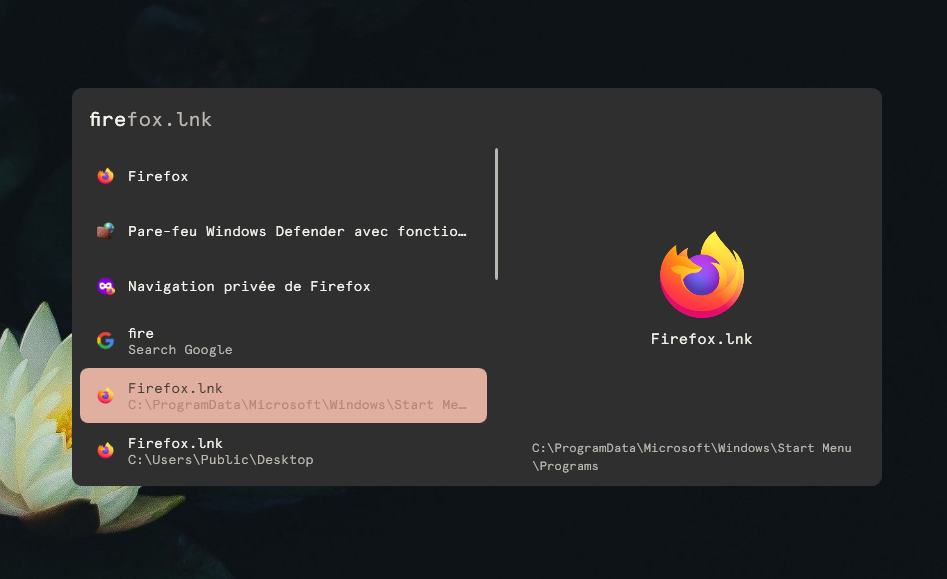 firefox.lnk
Firefox
Pare-feu Windows Defender avec fonctio…
Navigation privée de Firefox
fire
Search Google
Firefox.lnk
C:\ProgramData\Microsoft\Windows\Start Me…
Firefox.lnk
C:\Users\Public\Desktop
Firefox.lnk
C:\ProgramData\Microsoft\Windows\Start Menu
\Programs